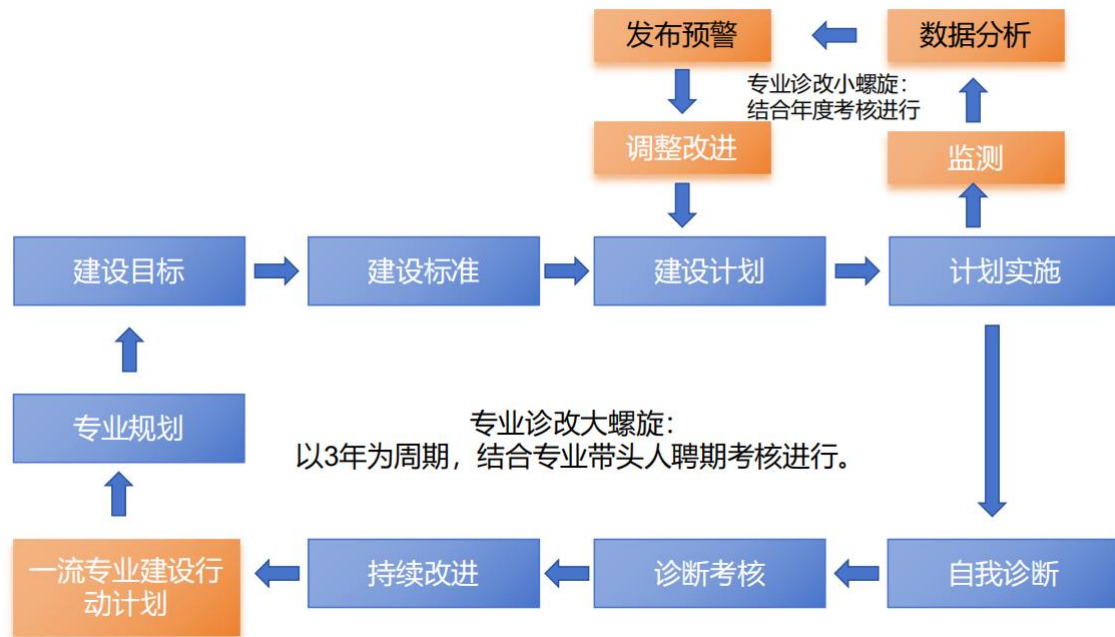 发布预警
数据分析
专业诊改小螺旋：
结合年度考核进行
调整改进
监测
建设目标
建设标准
建设计划
计划实施
专业规划
专业诊改大螺旋：
以3年为周期，结合专业带头人聘期考核进行。
一流专业建设行
动计划
持续改进
诊断考核
自我诊断